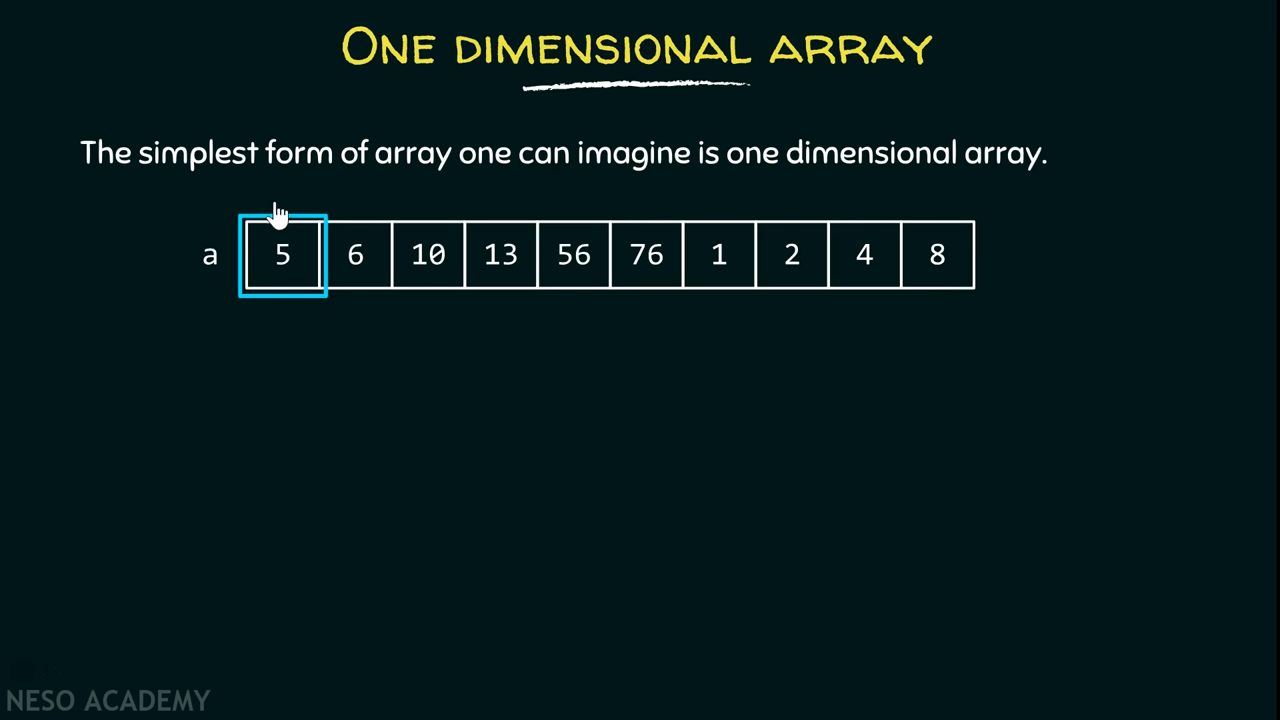 ONE DIMENSIONAL ARRAY
The simplest form of array one can imagine is one dimensional array.
a 5 6 10 13 56 76 1 2 4 8
NESO ACADEMY